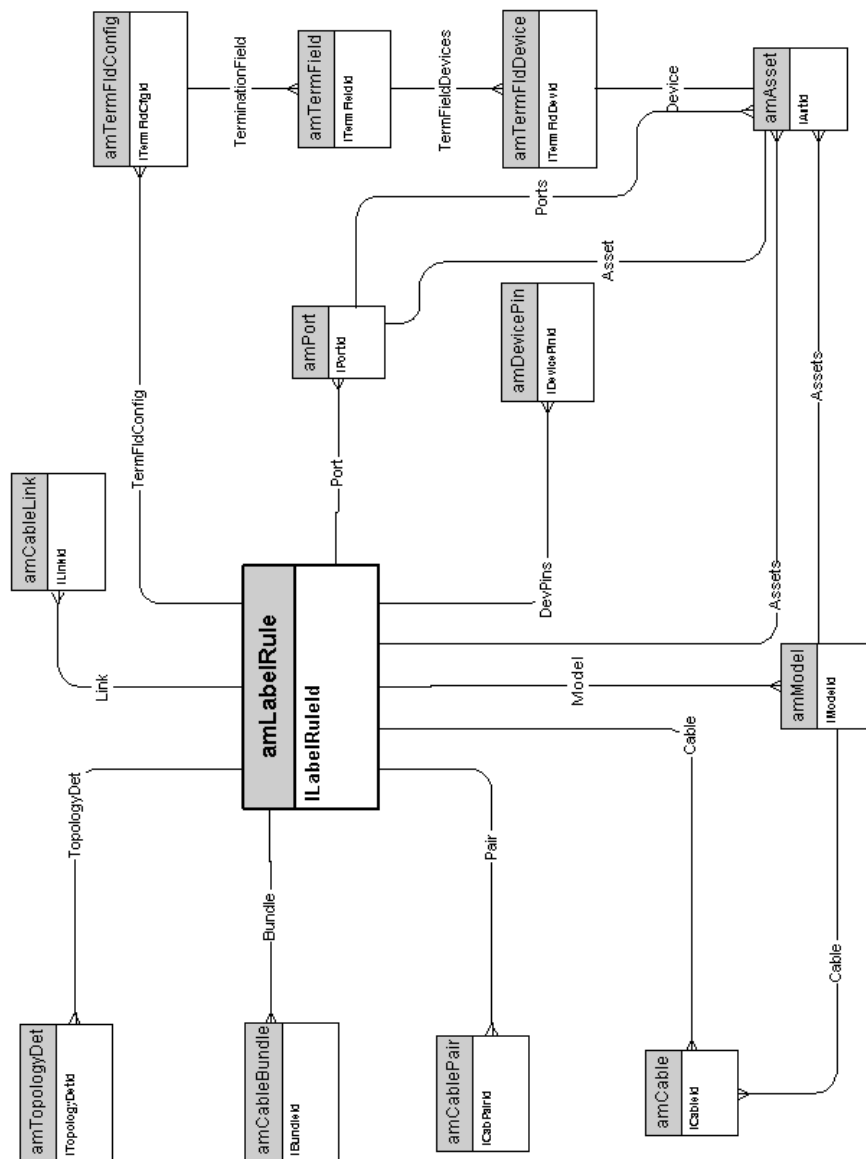 amCableLink
lLinkId
amTopologyDet
lTopologyDetId
TopologyDet
Link
amTermFldConfig
lTermFldCfgId
TermFldConfig
TerminationField
amCableBundle
lBundleId
Bundle
amLabelRule
lLabelRuleId
amPort
lPortId
Port
amTermField
lTermFieldId
TermFieldDevices
amCablePair
lCabPairId
Pair
DevPins
amDevicePin
lDevicePinId
Ports
amTermFldDevice
lTermFldDevId
Model
Asset
amCable
lCableId
Cable
Device
amAsset
lAstId
Assets
amModel
lModelId
Assets
Cable